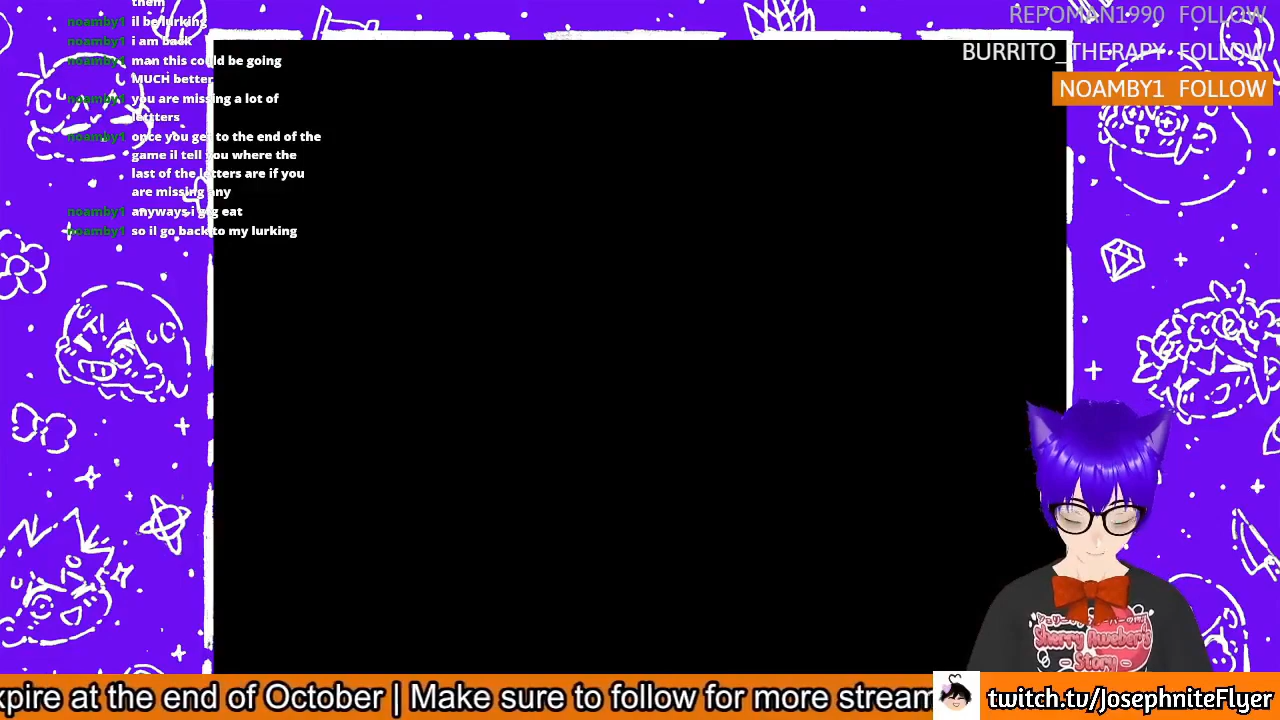 them
noamby1 il be lurking
noamby1 i am back
noamby1 man this could be going
MUCH better
noamby1 you are missing a lot of
lettters
noamby1 once you get to the end of the
game il tell you where the
last of the letters are if you
are missing any
noamby1 anyways i g g eat
noamby1 so il go back to my lurking
REPOMAN1990 FOLLOW
BURRITO_THERAPY FOLLOW
NOAMBY1 FOLLOW
Sherry Aweber's
- Story -
xpire at the end of October | Make sure to follow for more stream
twitch.tv/JosephniteFlyer